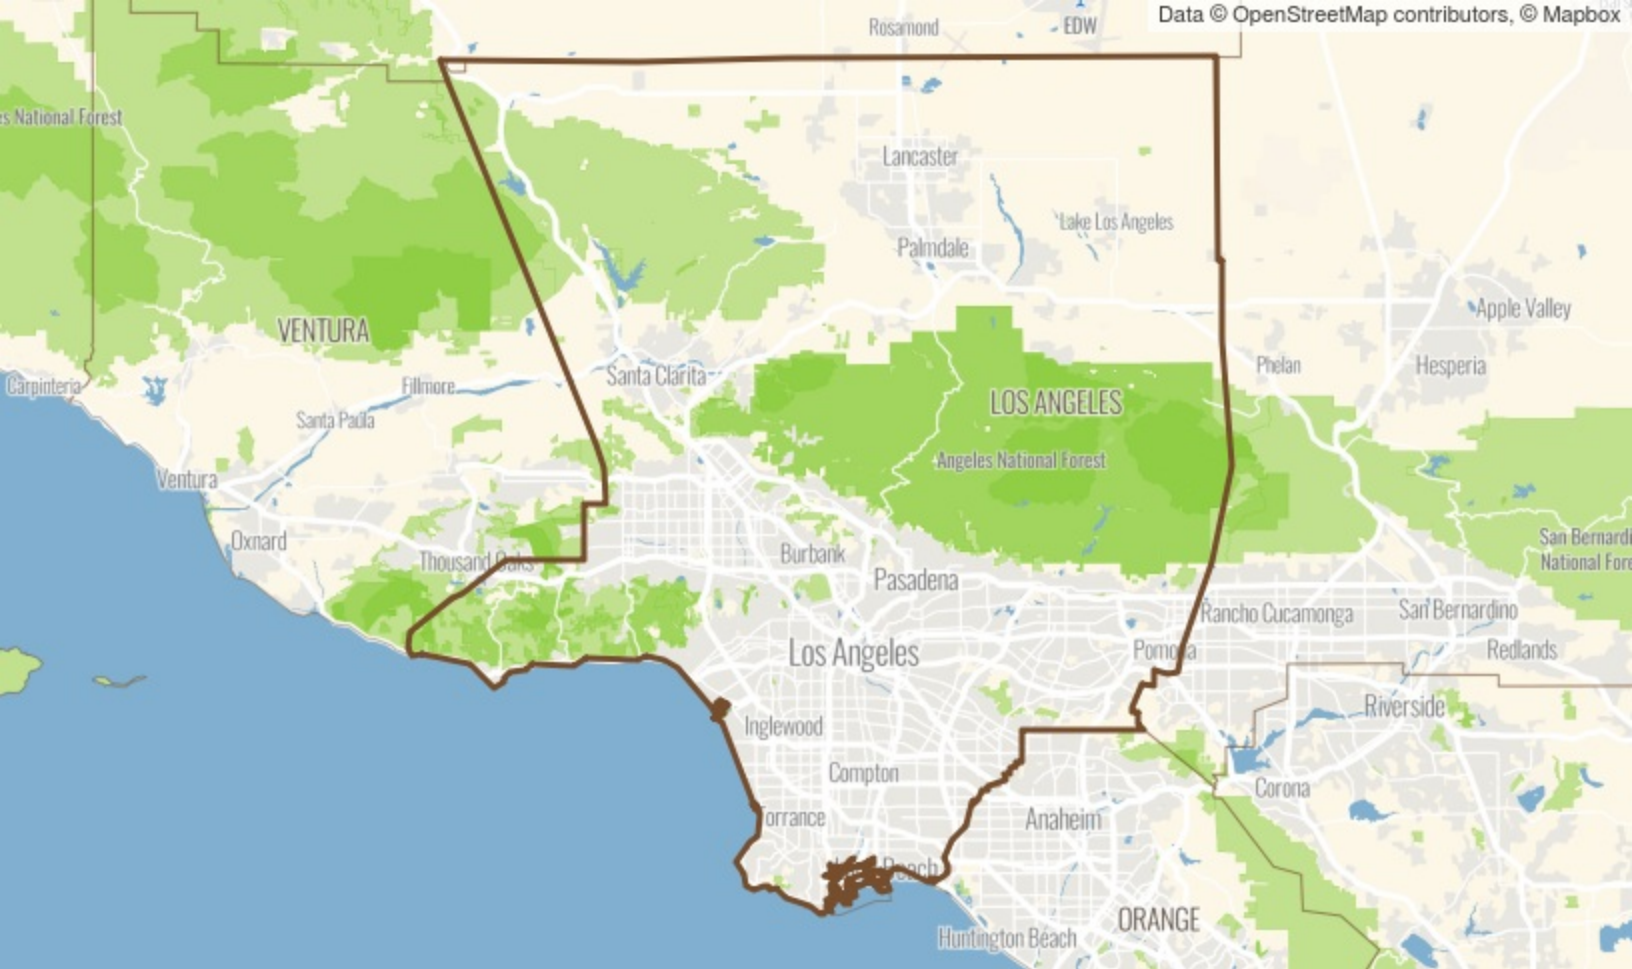 Data © OpenStreetMap contributors, © Mapbox
Rosamond
EDW
es National Forest
Lancaster
Lake Los Angeles
Palmdale
VENTURA
Apple Valley
Carpinteria
Fillmore
Santa Clarita
Phelan
Hesperia
Santa Paula
LOS ANGELES
Angeles National Forest
Ventura
Oxnard
Thousand Oaks
Burbank
Pasadena
San Bernardi
National Fore
Rancho Cucamonga
San Bernardino
Los Angeles
Pomona
Redlands
Inglewood
Riverside
Compton
Corona
Torrance
Anaheim
Beach
ORANGE
Huntington Beach